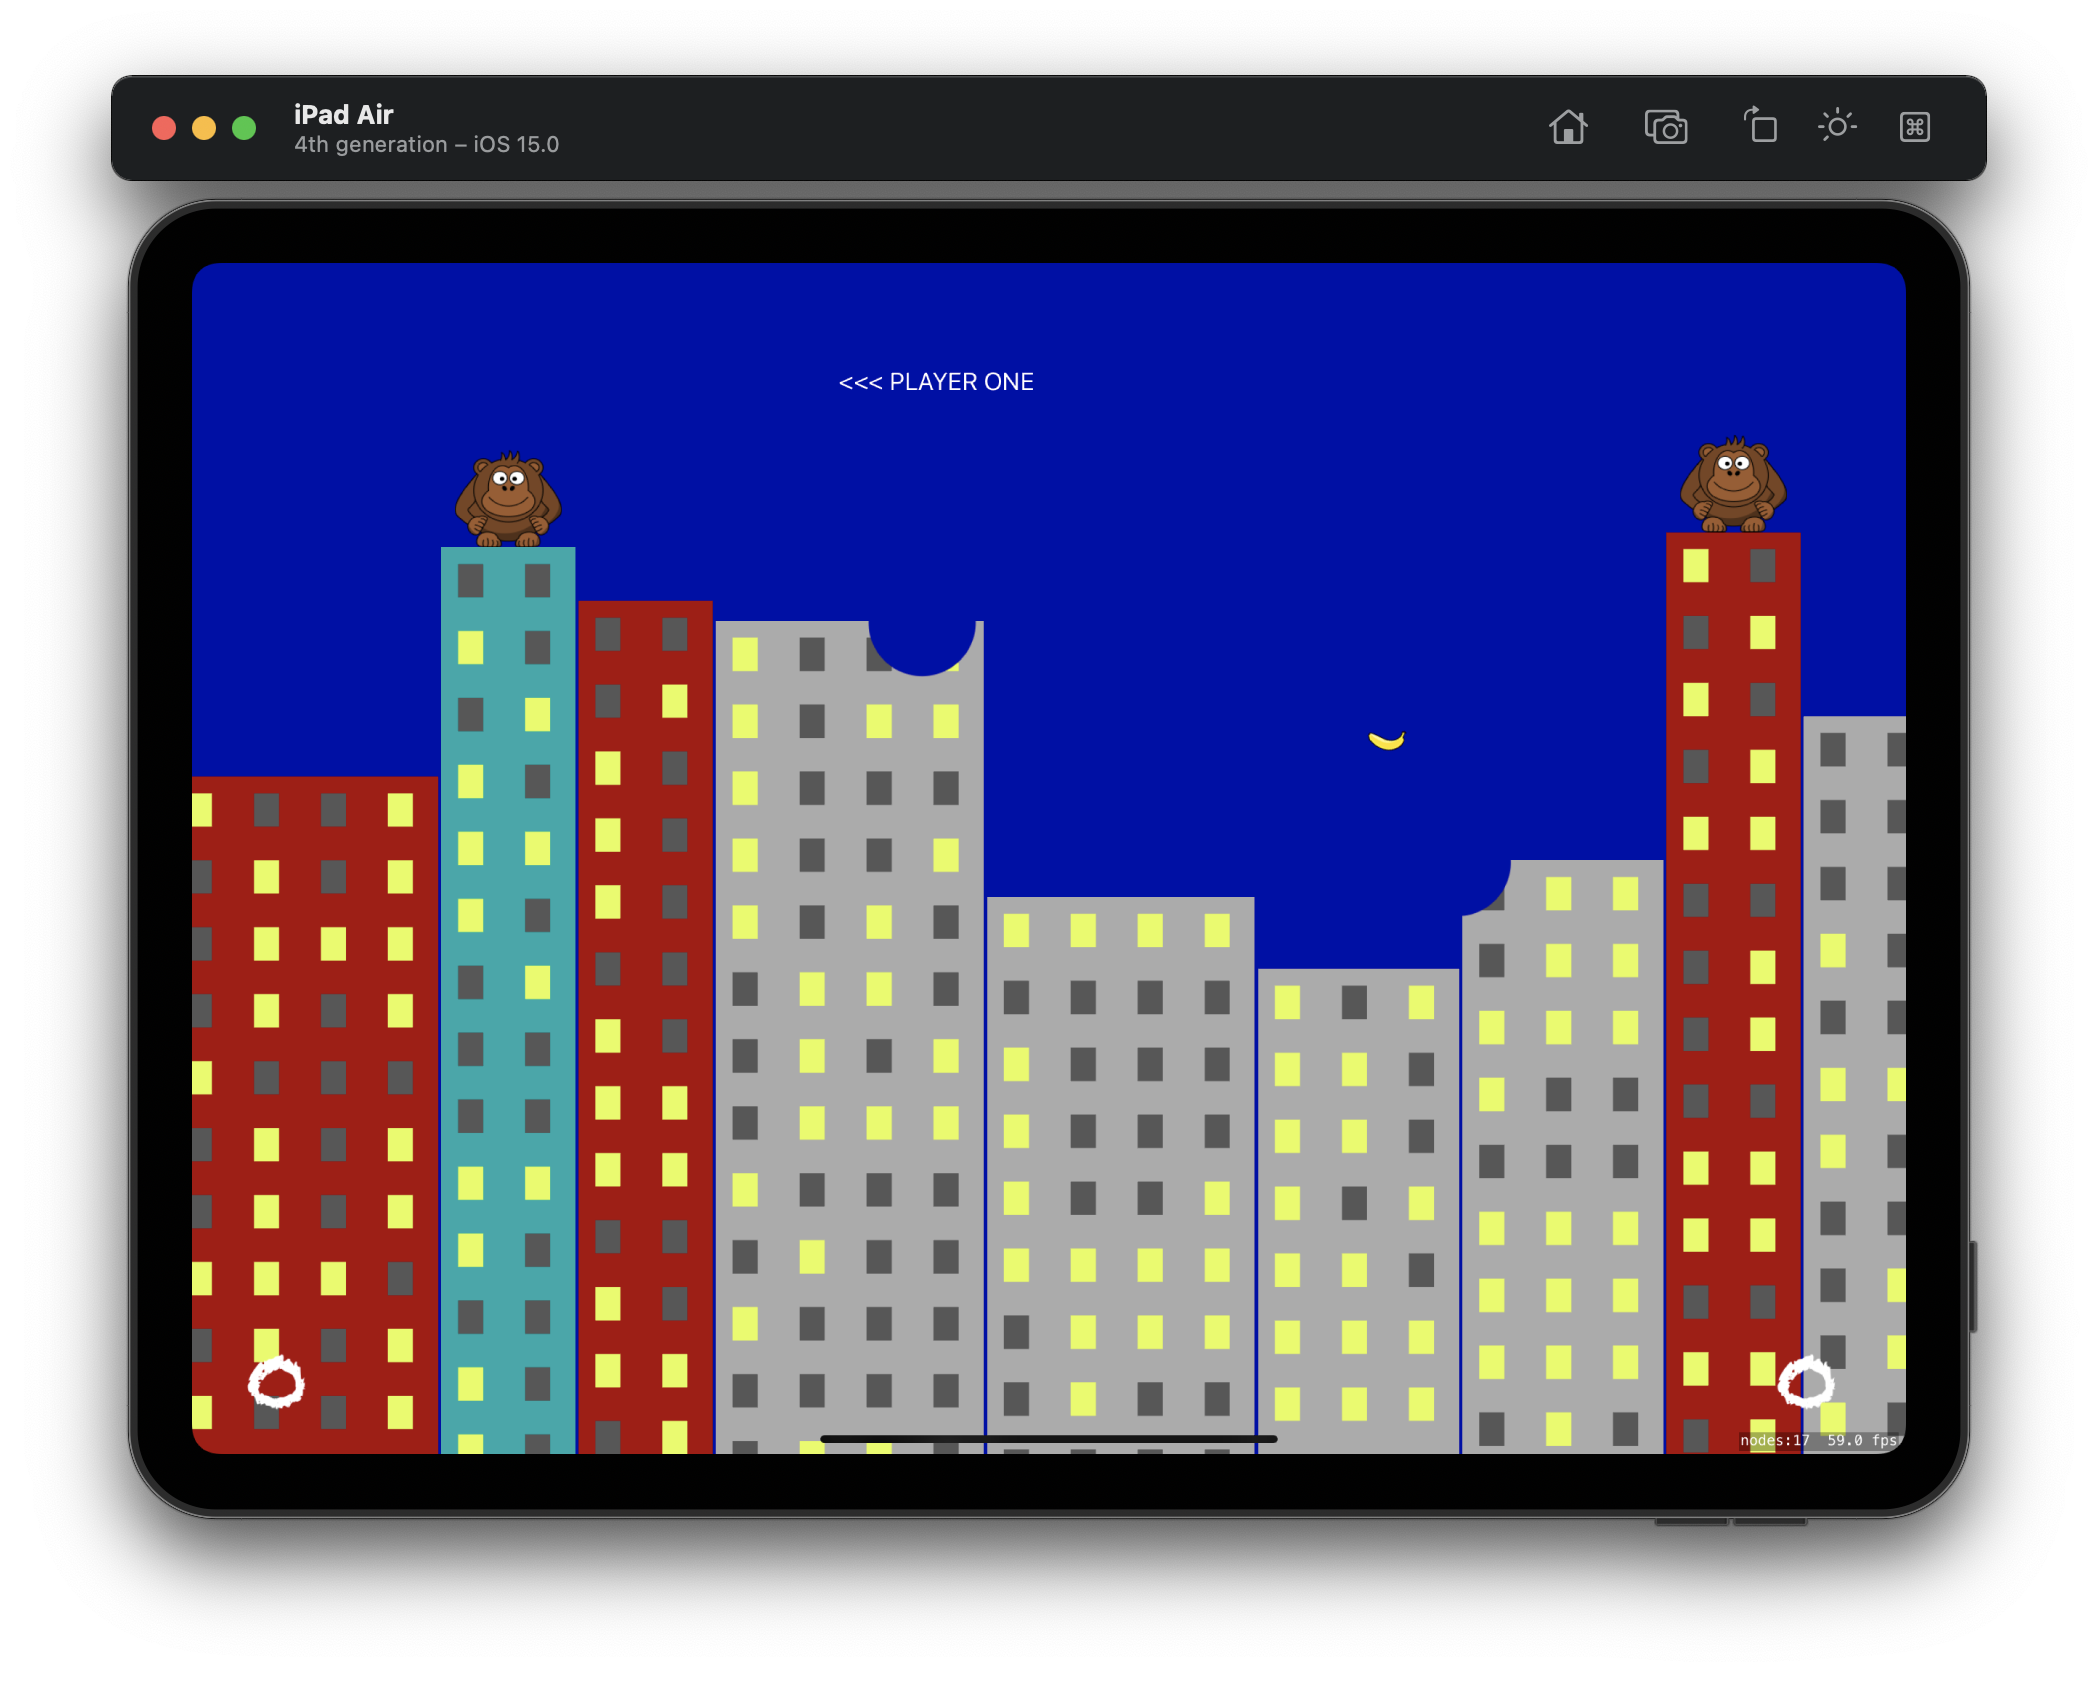 iPad Air
4th generation – iOS 15.0
<<< PLAYER ONE
nodes:17 59.0 fps